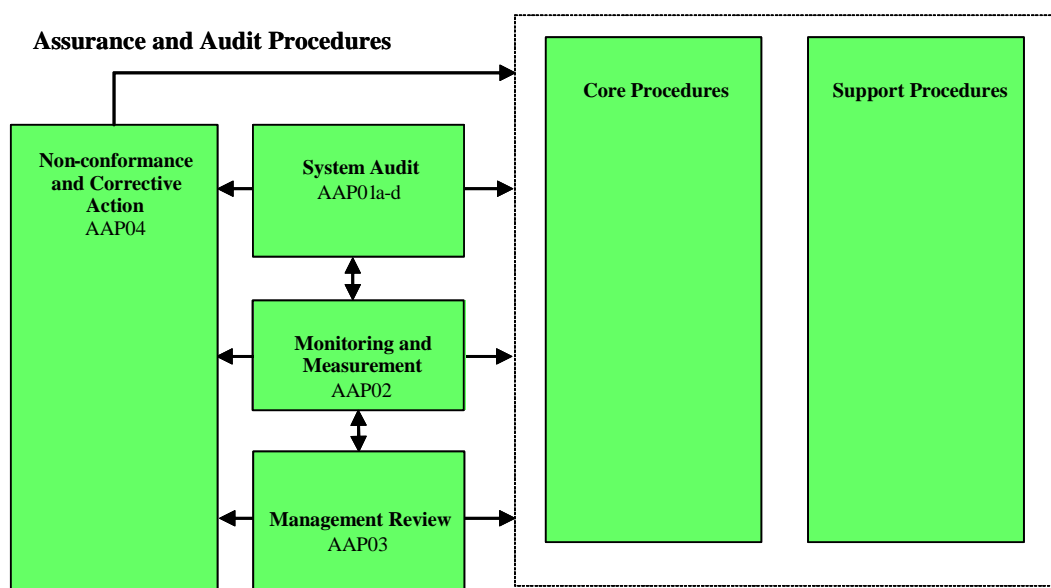 Assurance and Audit Procedures
Non-conformance
and Corrective
Action
AAP04
System Audit
AAP01a-d
Monitoring and
Measurement
AAP02
Management Review
AAP03
Core Procedures
Support Procedures